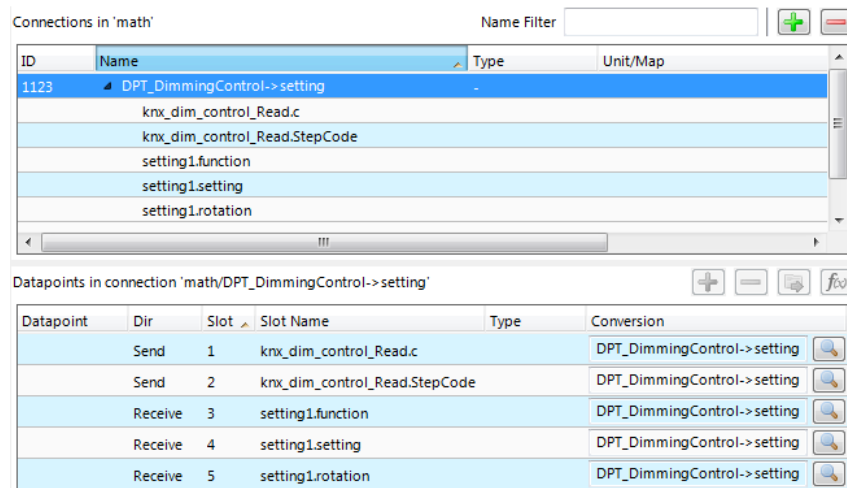 Connections in 'math' Name Filter
ID Name Type Unit/Map
1123 DPT_DimmingControl->setting -
knx_dim_control_Read.c
knx_dim_control_Read.StepCode
setting1.function
setting1.setting
setting1.rotation
Datapoints in connection 'math/DPT_DimmingControl->setting'
Datapoint Dir Slot Slot Name Type Conversion
Send 1 knx_dim_control_Read.c DPT_DimmingControl->setting
Send 2 knx_dim_control_Read.StepCode DPT_DimmingControl->setting
Receive 3 setting1.function DPT_DimmingControl->setting
Receive 4 setting1.setting DPT_DimmingControl->setting
Receive 5 setting1.rotation DPT_DimmingControl->setting